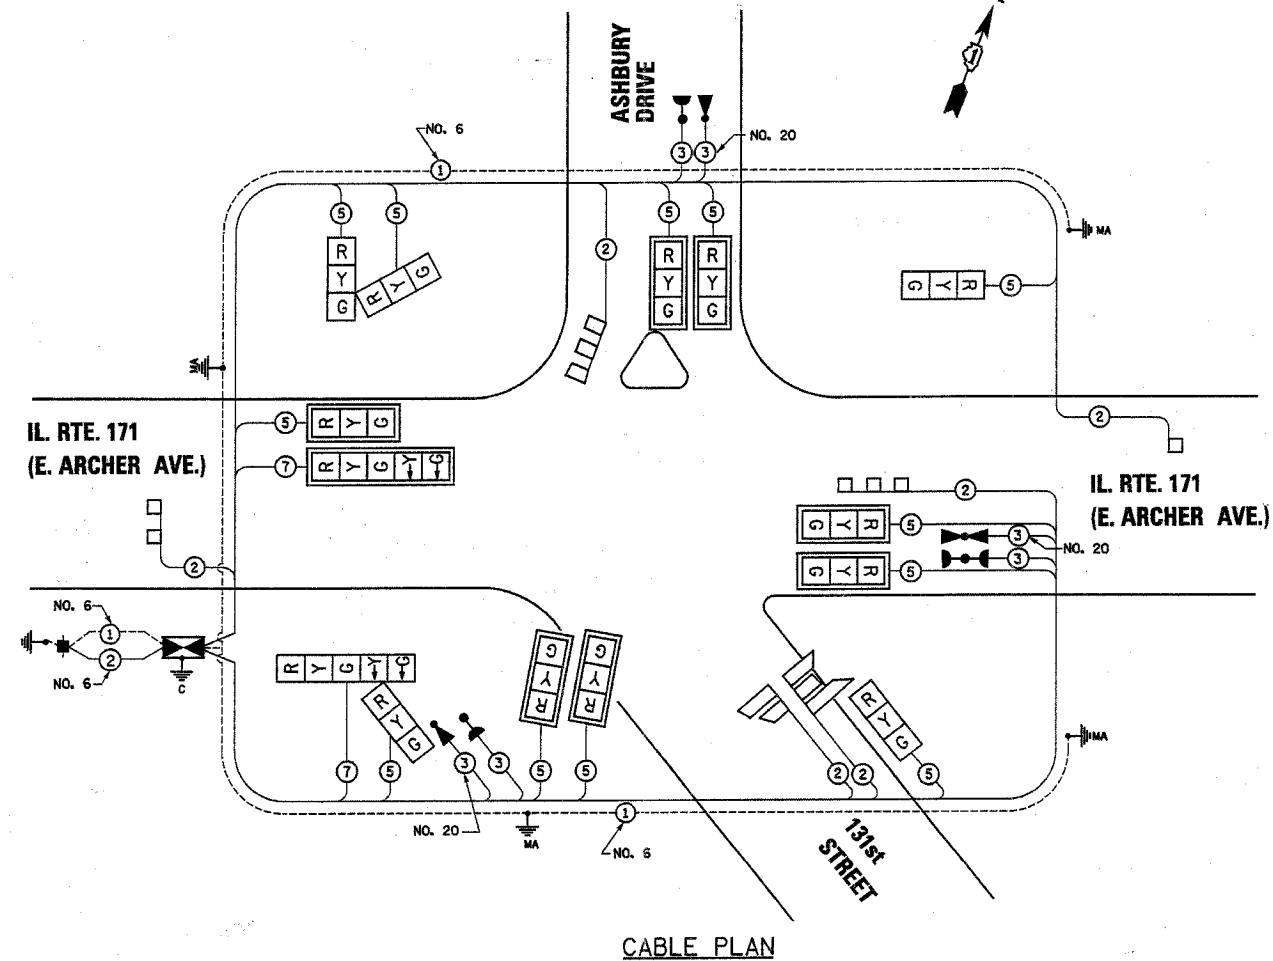 ASHBURY
DRIVE
1
NO. 6
NO. 20
3
3
1
5
5
5
5
2
MA
R
Y
G
R Y G
R
Y
G
R
Y
G
R Y G
5
MA
IL. RTE. 171
(E. ARCHER AVE.)
5
R Y G
7
R Y G Y G
2
IL. RTE. 171
(E. ARCHER AVE.)
2
R Y G
5
3
NO. 20
3
R Y G
5
2
NO. 6
1
2
NO. 6
C
R Y G Y G
R
Y
G
G
Y
R
G
Y
R
R
Y
G
7
5
3
3
5
5
2
2
5
MA
NO. 20
MA
1
NO. 6
131st
STREET
CABLE PLAN